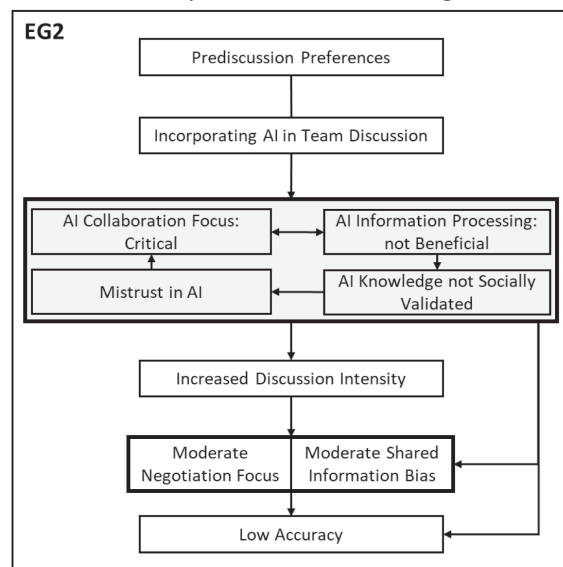 EG2
Prediscussion Preferences
Incorporating AI in Team Discussion
AI Collaboration Focus:
Critical
AI Information Processing:
not Beneficial
Mistrust in AI
AI Knowledge not Socially
Validated
Increased Discussion Intensity
Moderate
Negotiation Focus
Moderate Shared
Information Bias
Low Accuracy